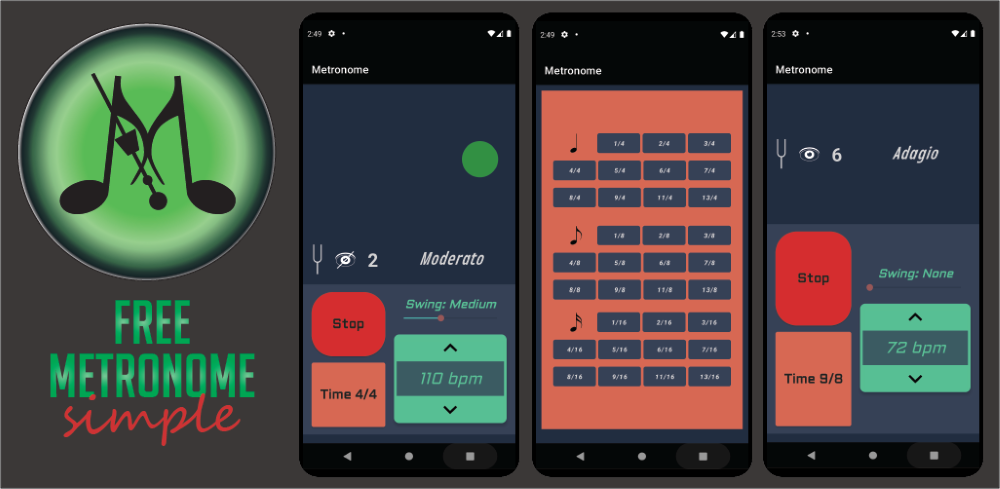 FREE
METRONOME
simple
2:49
Metronome
2
Moderato
Stop
Swing: Medium
Time 4/4
110 bpm
2:49
Metronome
1/4 2/4 3/4
4/4 5/4 6/4 7/4
8/4 9/4 11/4 13/4
1/8 2/8 3/8
4/8 5/8 6/8 7/8
8/8 9/8 11/8 13/8
1/16 2/16 3/16
4/16 5/16 6/16 7/16
8/16 9/16 11/16 13/16
2:53
Metronome
6
Adagio
Stop
Swing: None
Time 9/8
72 bpm